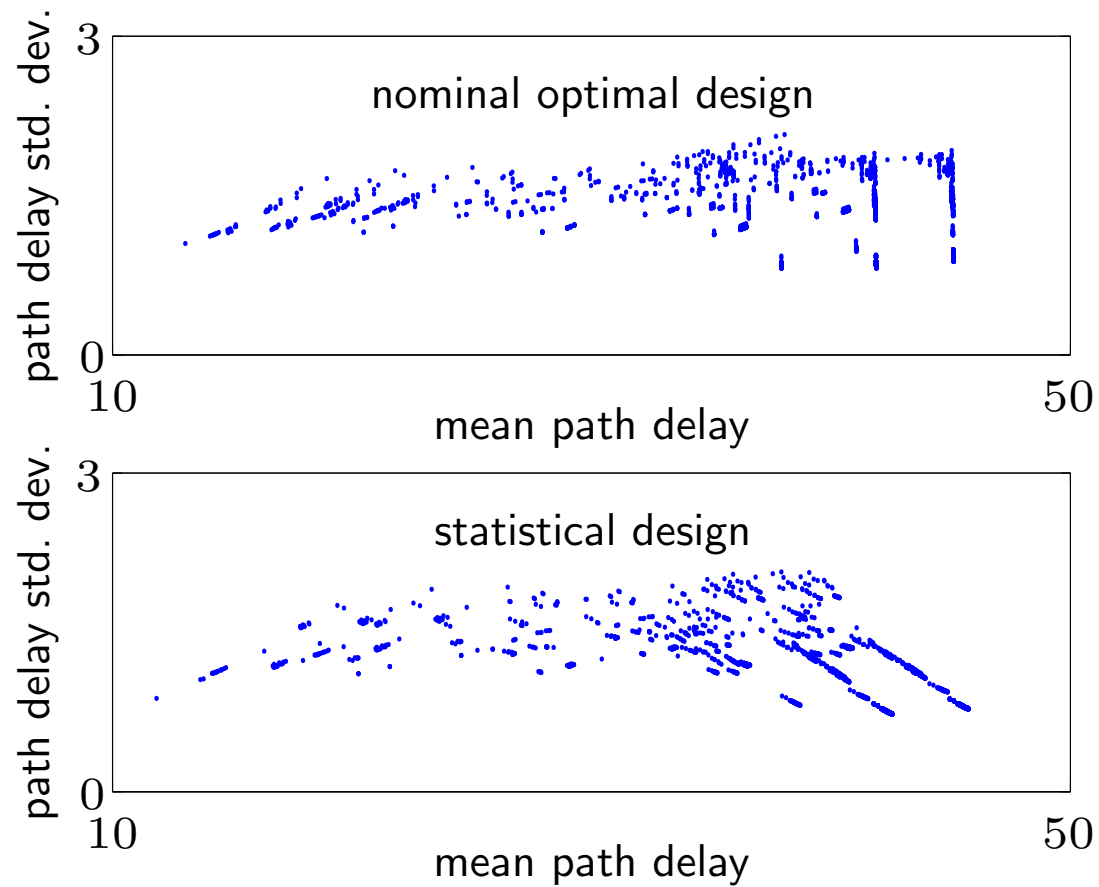 path delay std. dev.
3
nominal optimal design
0
10
50
mean path delay
path delay std. dev.
3
statistical design
0
10
50
mean path delay